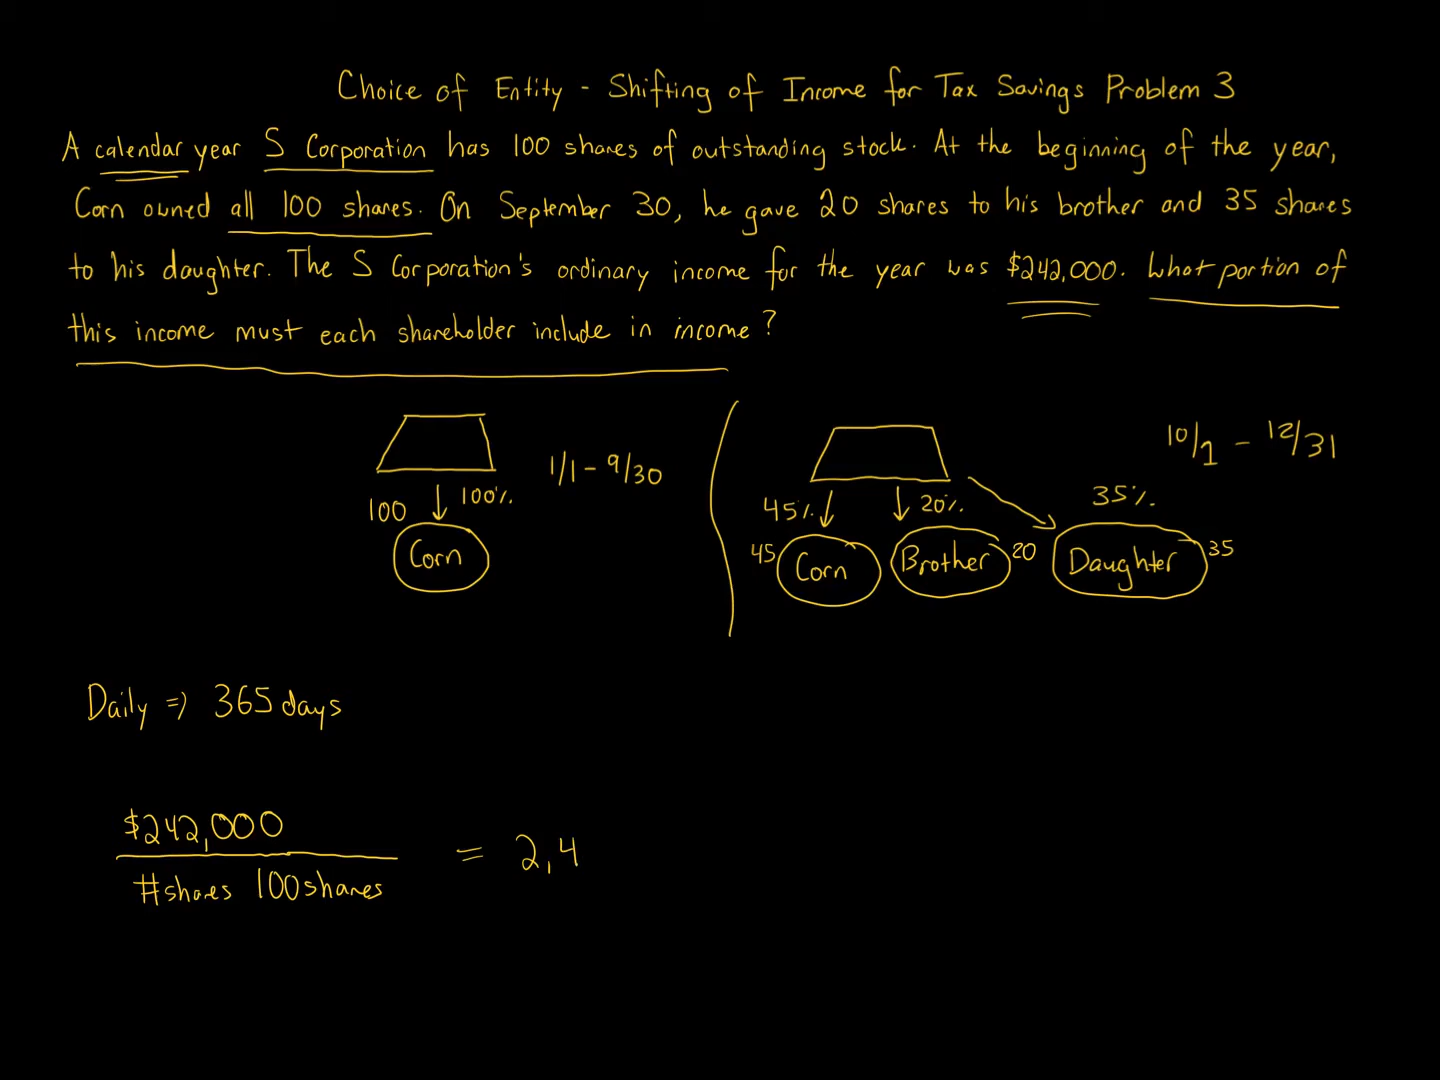 Choice of Entity - Shifting of Income for Tax Savings Problem 3
A calendar year S Corporation has 100 shares of outstanding stock. At the beginning of the year,
Corn owned all 100 shares. On September 30, he gave 20 shares to his brother and 35 shares
to his daughter. The S Corporation's ordinary income for the year was $242,000. What portion of
this income must each shareholder include in income?
1/1 - 9/30
100 100%
Corn
10/1 - 12/31
45% 20% 35%
45 Corn Brother 20 Daughter 35
Daily => 365 days
$242,000
= 2,4
#shares 100 shares